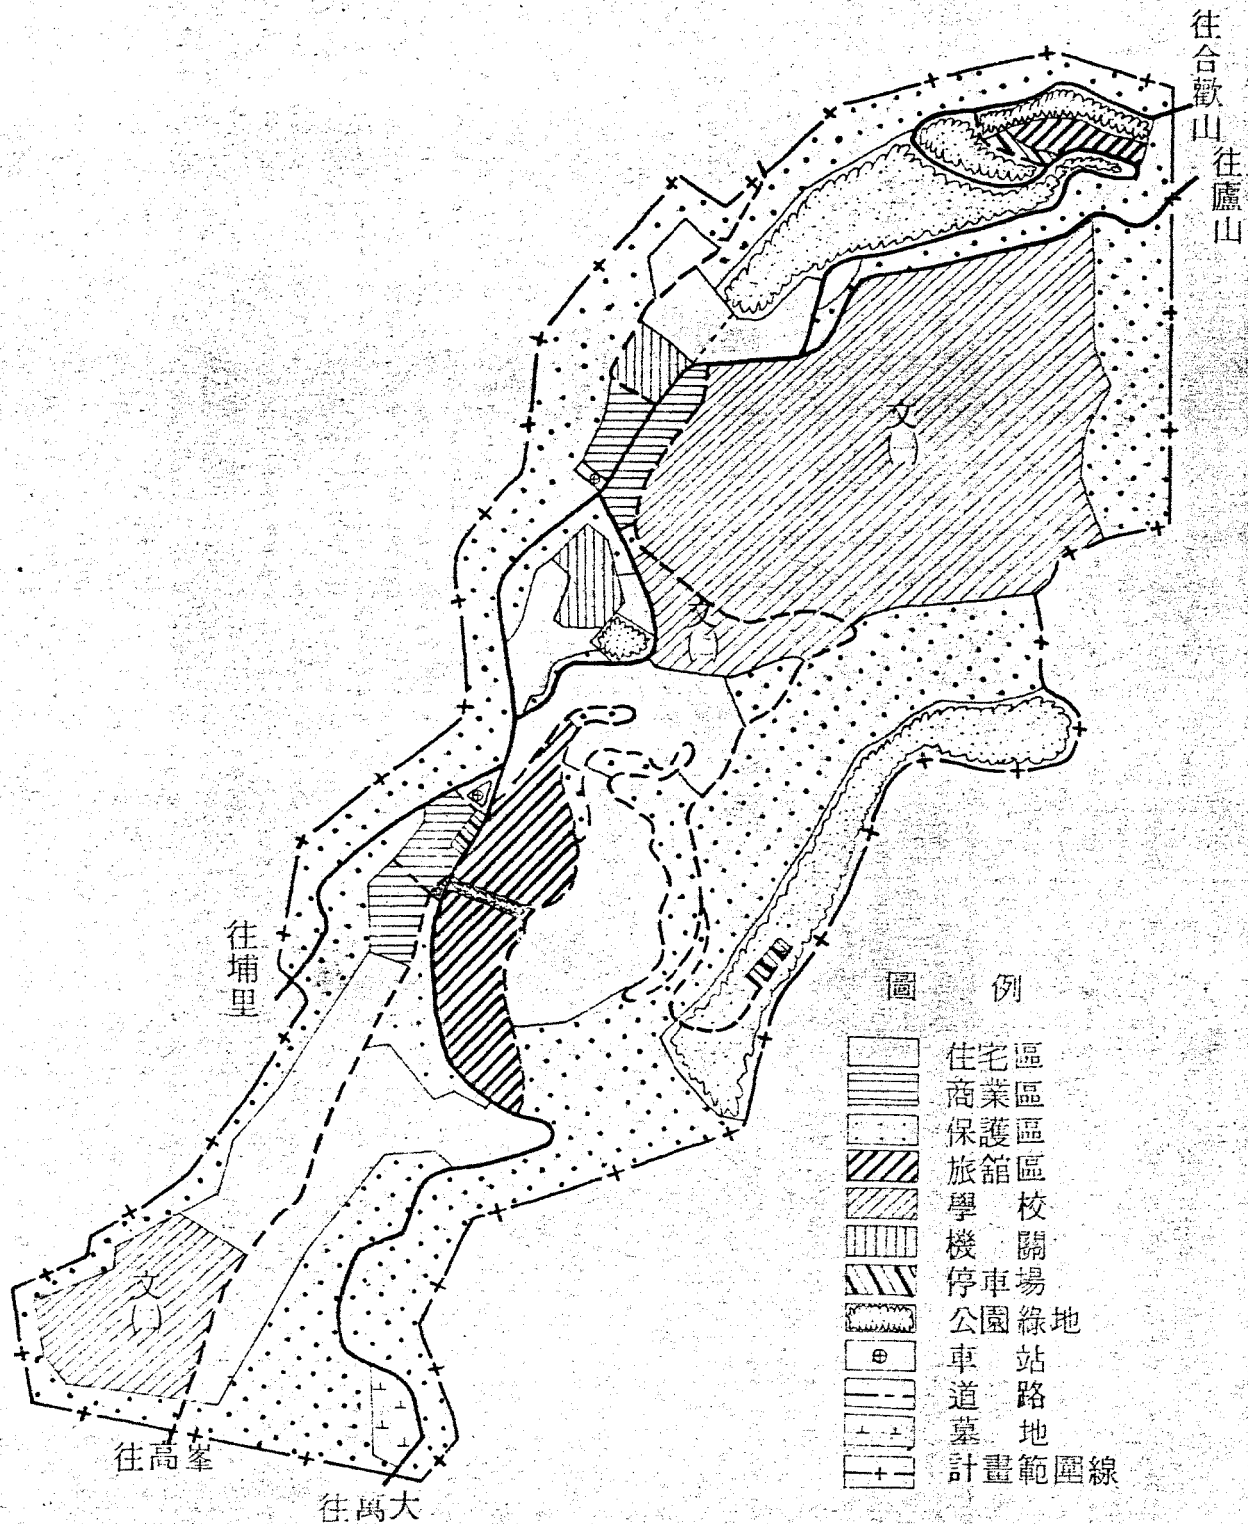 往合歡山
往廬山
文
文
往埔里
圖 例
住宅區
商業區
保護區
旅舘區
學 校
機 關
停車場
公園綠地
車 站
道 路
墓 地
計畫範圍線
文
往高峯
往萬大